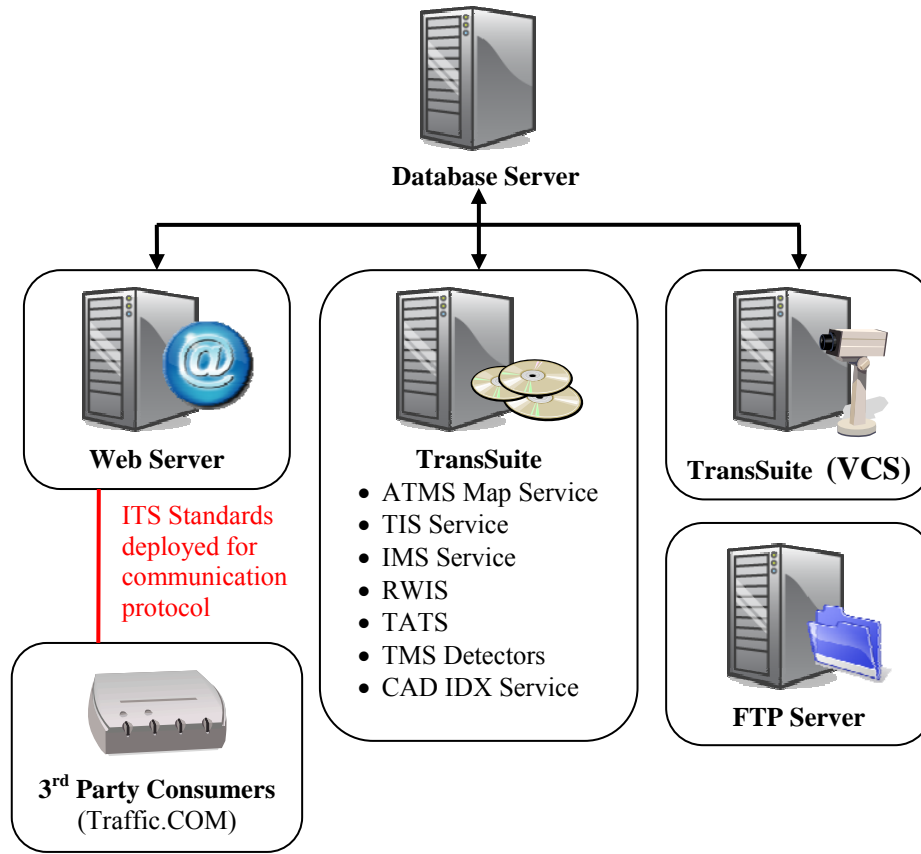 Database Server
Web Server
ITS Standards
deployed for
communication
protocol
3rd Party Consumers
(Traffic.COM)
TransSuite
• ATMS Map Service
• TIS Service
• IMS Service
• RWIS
• TATS
• TMS Detectors
• CAD IDX Service
TransSuite (VCS)
FTP Server